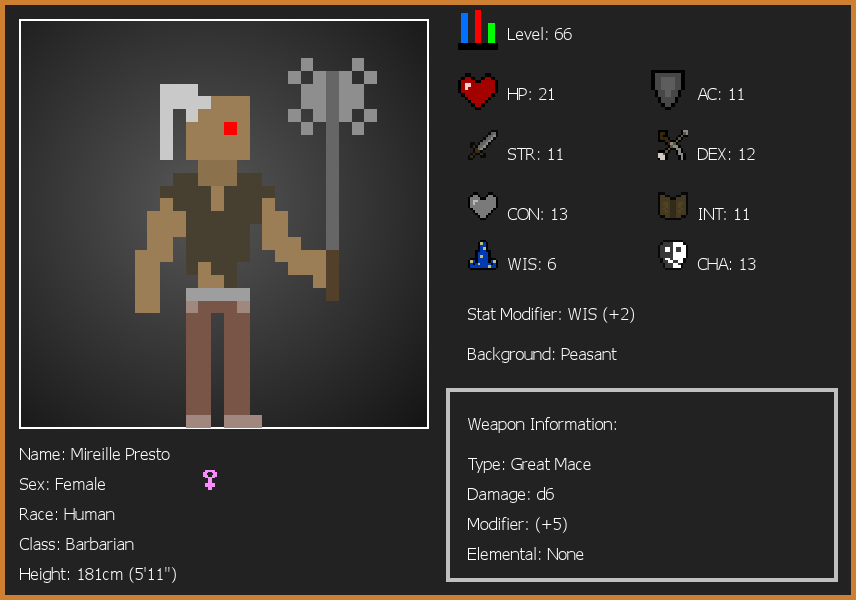 Level: 66
HP: 21
AC: 11
STR: 11
DEX: 12
CON: 13
INT: 11
WIS: 6
CHA: 13
Stat Modifier: WIS (+2)
Background: Peasant
Weapon Information:
Type: Great Mace
Damage: d6
Modifier: (+5)
Elemental: None
Name: Mireille Presto
Sex: Female
Race: Human
Class: Barbarian
Height: 181cm (5'11")